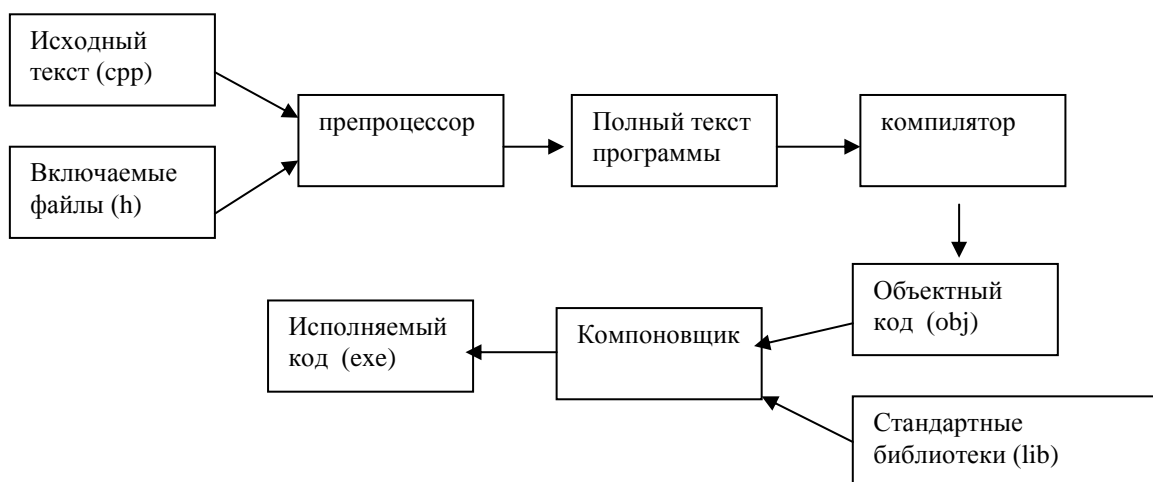 Исходный
текст (cpp)
препроцессор
Полный текст
программы
компилятор
Включаемые
файлы (h)
Объектный
код (obj)
Исполняемый
код (exe)
Компоновщик
Стандартные
библиотеки (lib)